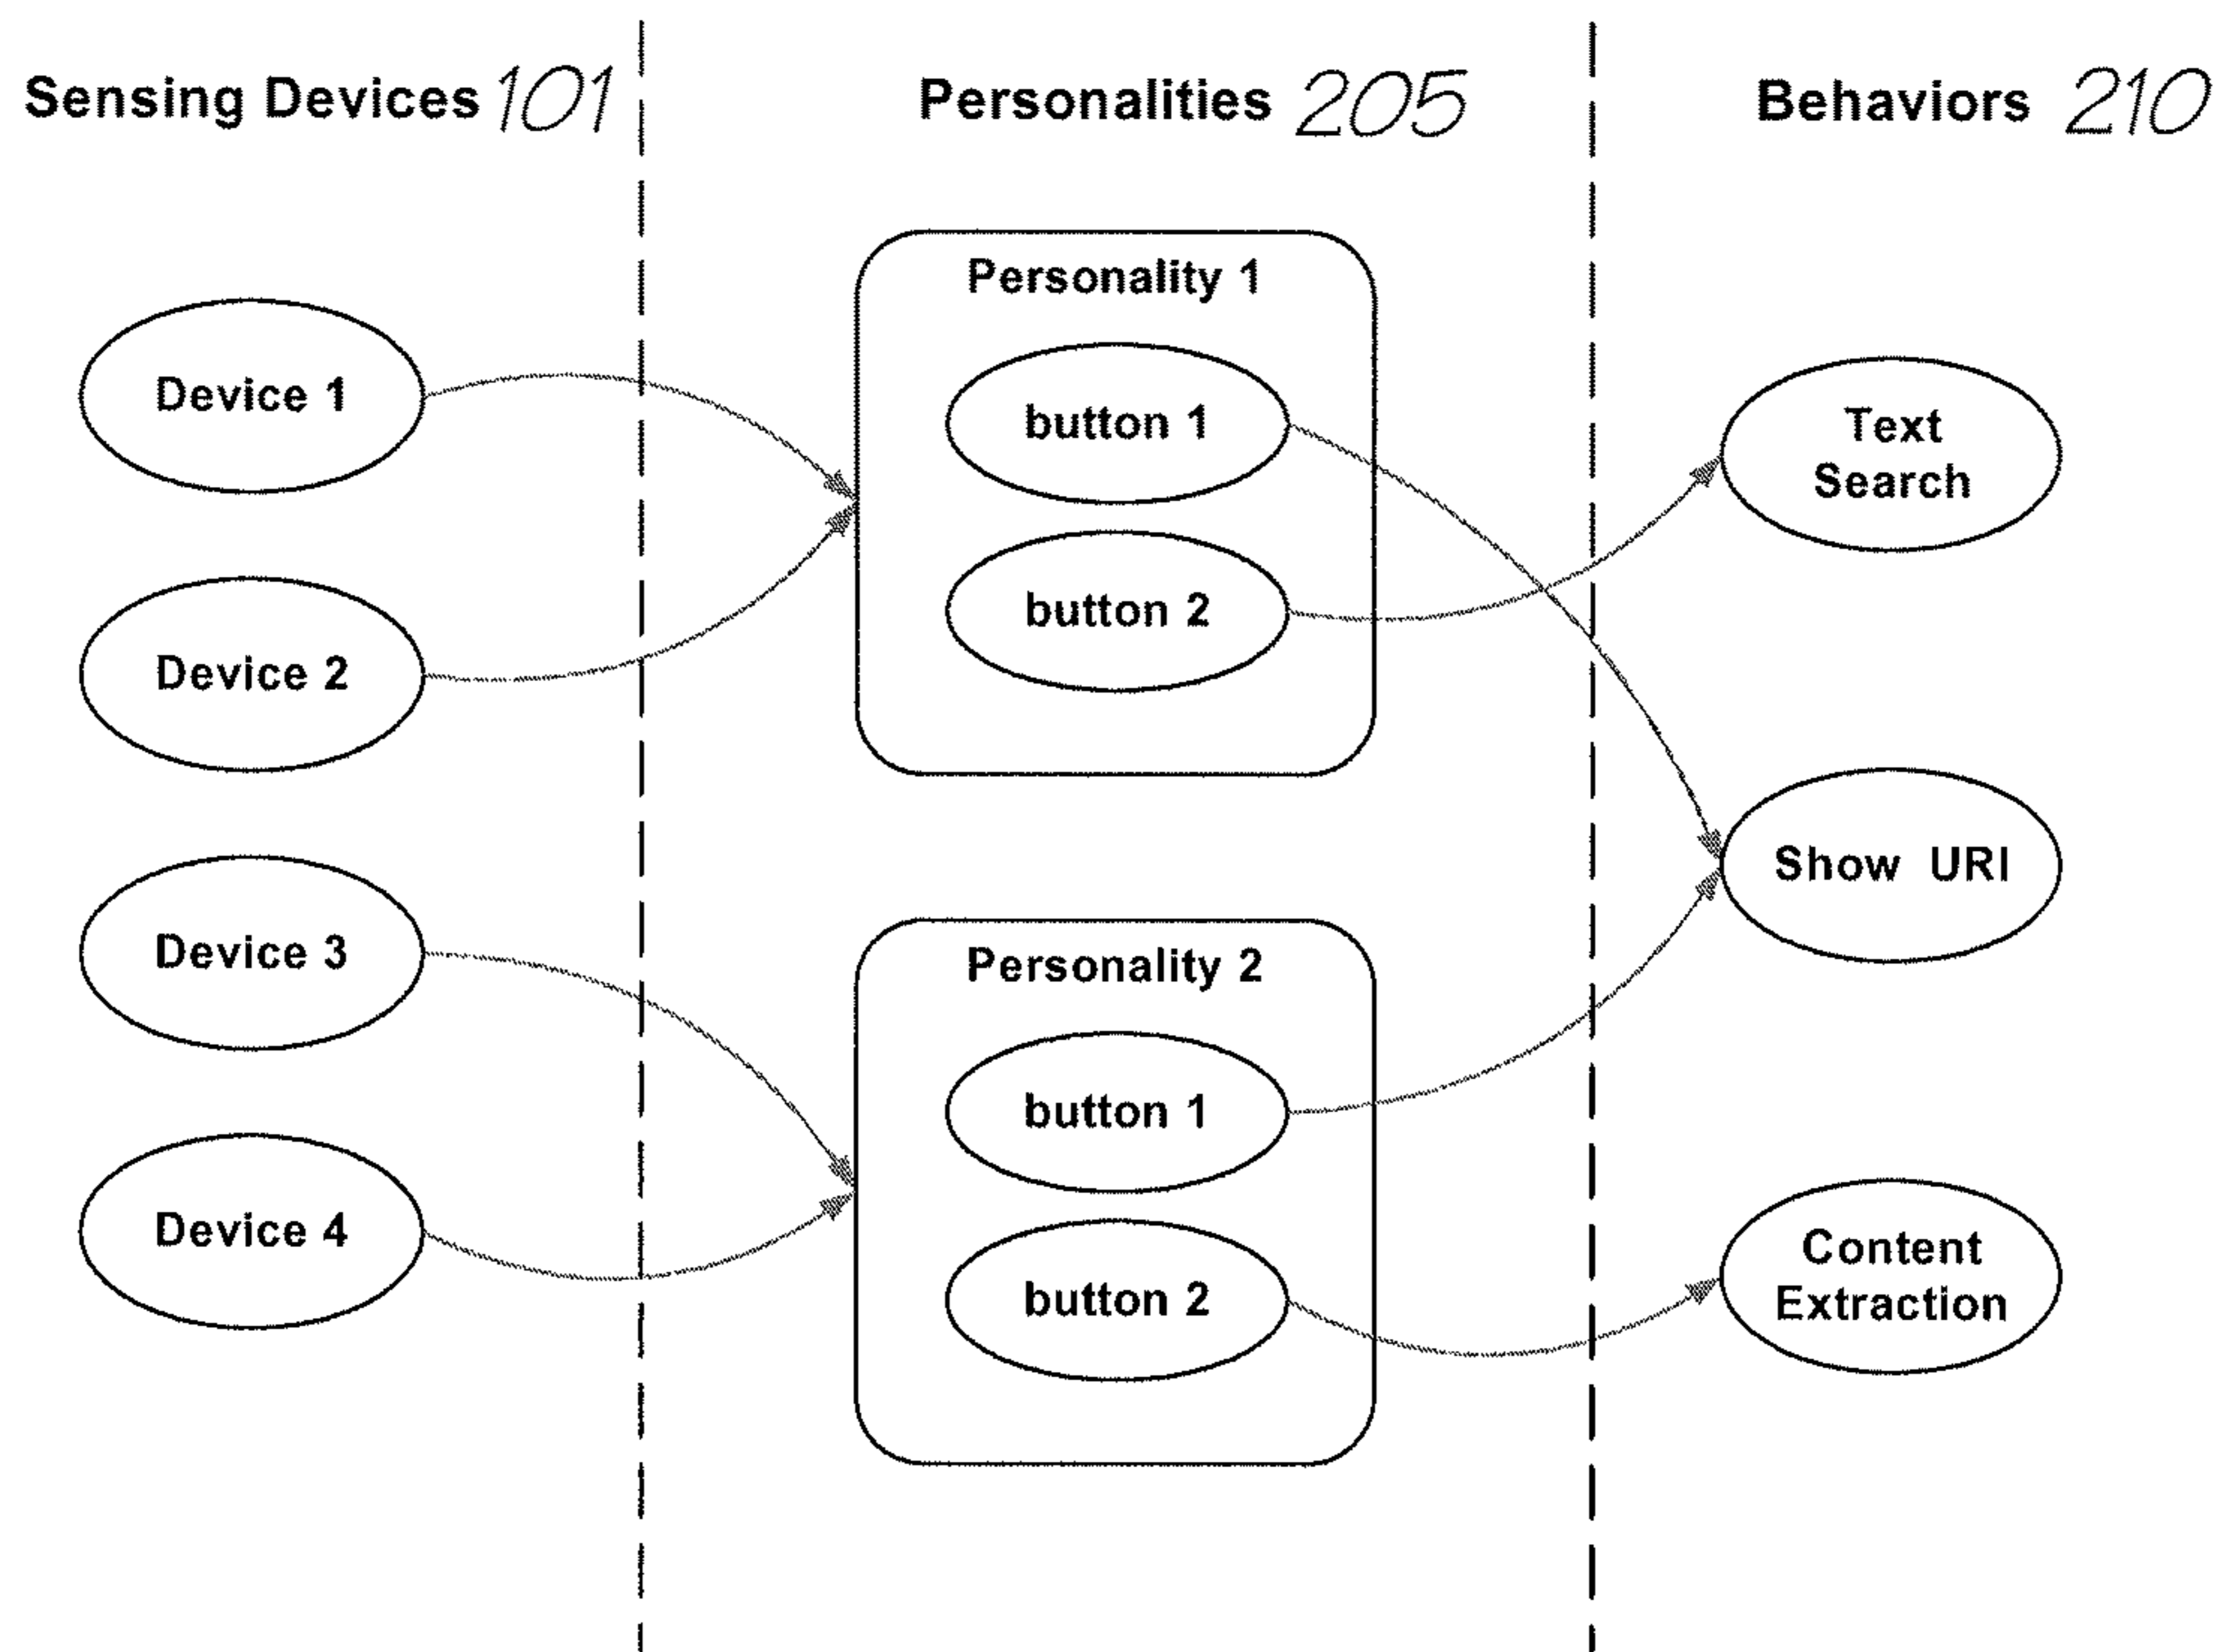 Sensing Devices 101
Personalities 205
Behaviors 210
Device 1
Device 2
Device 3
Device 4
Personality 1
button 1
button 2
Personality 2
button 1
button 2
Text
Search
Show URI
Content
Extraction